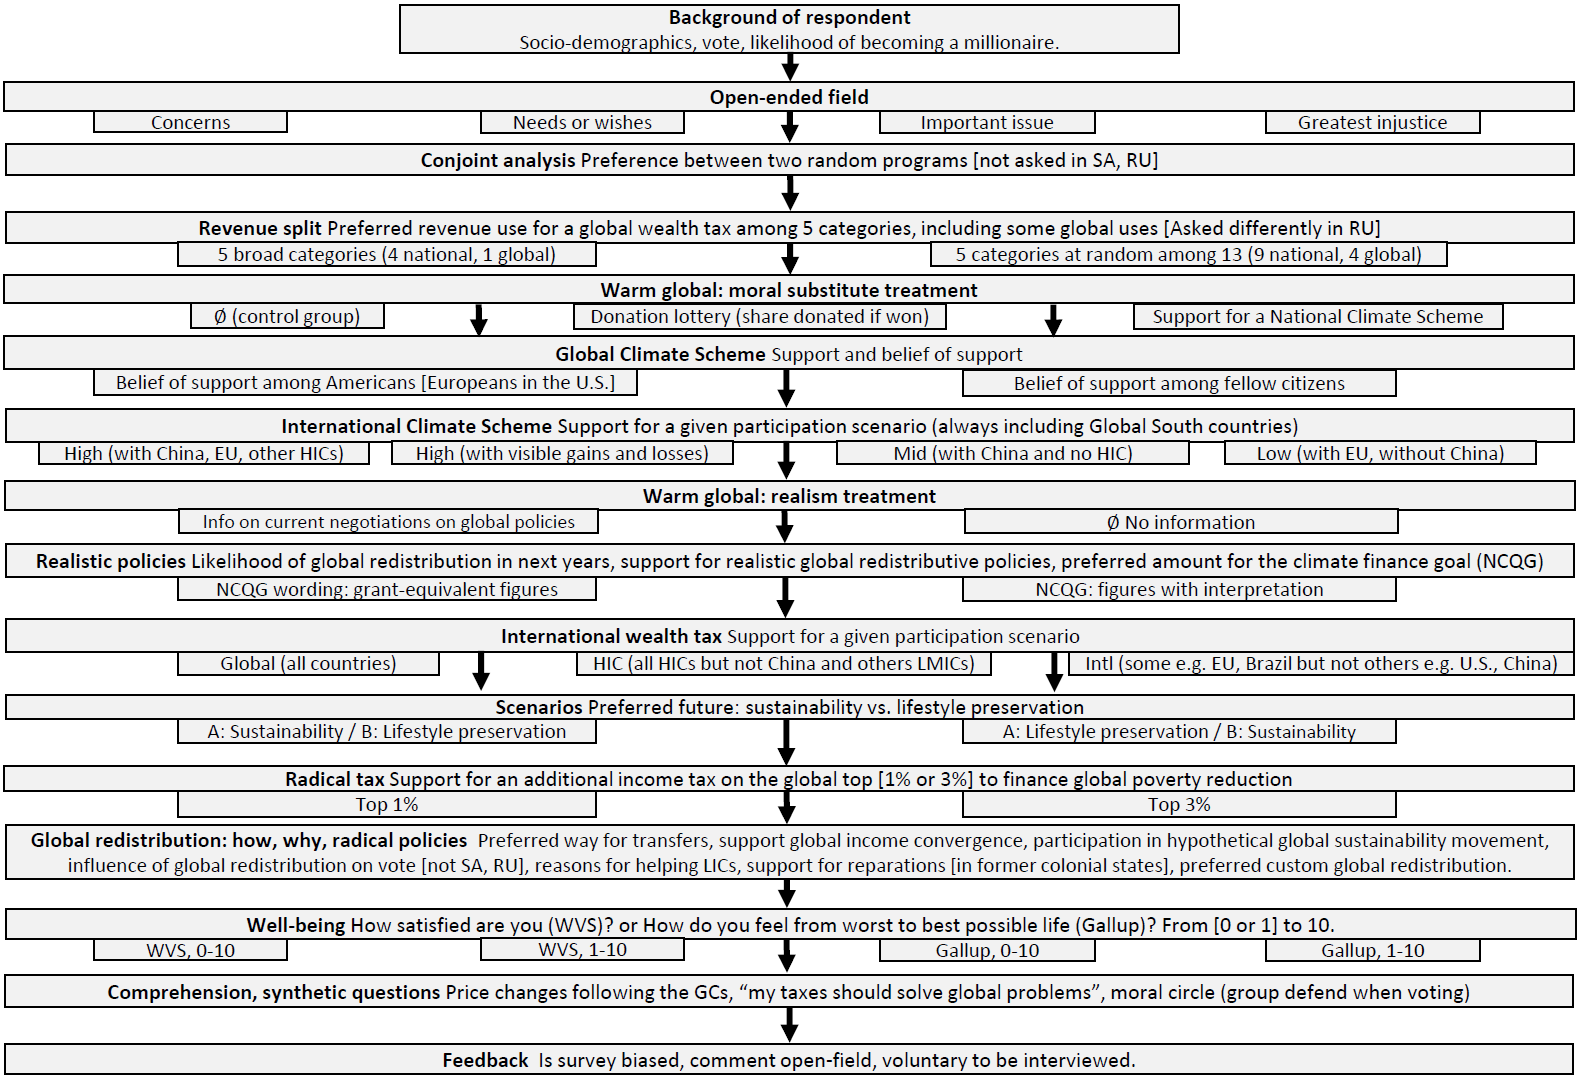 Background of respondent
Socio-demographics, vote, likelihood of becoming a millionaire.
Open-ended field
Concerns
Needs or wishes
Important issue
Greatest injustice
Conjoint analysis Preference between two random programs [not asked in SA, RU]
Revenue split Preferred revenue use for a global wealth tax among 5 categories, including some global uses [Asked differently in RU]
5 broad categories (4 national, 1 global)
5 categories at random among 13 (9 national, 4 global)
Warm global: moral substitute treatment
Ø (control group)
Donation lottery (share donated if won)
Support for a National Climate Scheme
Global Climate Scheme Support and belief of support
Belief of support among Americans [Europeans in the U.S.]
Belief of support among fellow citizens
International Climate Scheme Support for a given participation scenario (always including Global South countries)
High (with China, EU, other HICs)
High (with visible gains and losses)
Mid (with China and no HIC)
Low (with EU, without China)
Warm global: realism treatment
Info on current negotiations on global policies
Ø No information
Realistic policies Likelihood of global redistribution in next years, support for realistic global redistributive policies, preferred amount for the climate finance goal (NCQG)
NCQG wording: grant-equivalent figures
NCQG: figures with interpretation
International wealth tax Support for a given participation scenario
Global (all countries)
HIC (all HICs but not China and others LMICs)
Intl (some e.g. EU, Brazil but not others e.g. U.S., China)
Scenarios Preferred future: sustainability vs. lifestyle preservation
A: Sustainability / B: Lifestyle preservation
A: Lifestyle preservation / B: Sustainability
Radical tax Support for an additional income tax on the global top [1% or 3%] to finance global poverty reduction
Top 1%
Top 3%
Global redistribution: how, why, radical policies Preferred way for transfers, support global income convergence, participation in hypothetical global sustainability movement,
influence of global redistribution on vote [not SA, RU], reasons for helping LICs, support for reparations [in former colonial states], preferred custom global redistribution.
Well-being How satisfied are you (WVS)? or How do you feel from worst to best possible life (Gallup)? From [0 or 1] to 10.
WVS, 0-10
WVS, 1-10
Gallup, 0-10
Gallup, 1-10
Comprehension, synthetic questions Price changes following the GCs, “my taxes should solve global problems”, moral circle (group defend when voting)
Feedback Is survey biased, comment open-field, voluntary to be interviewed.